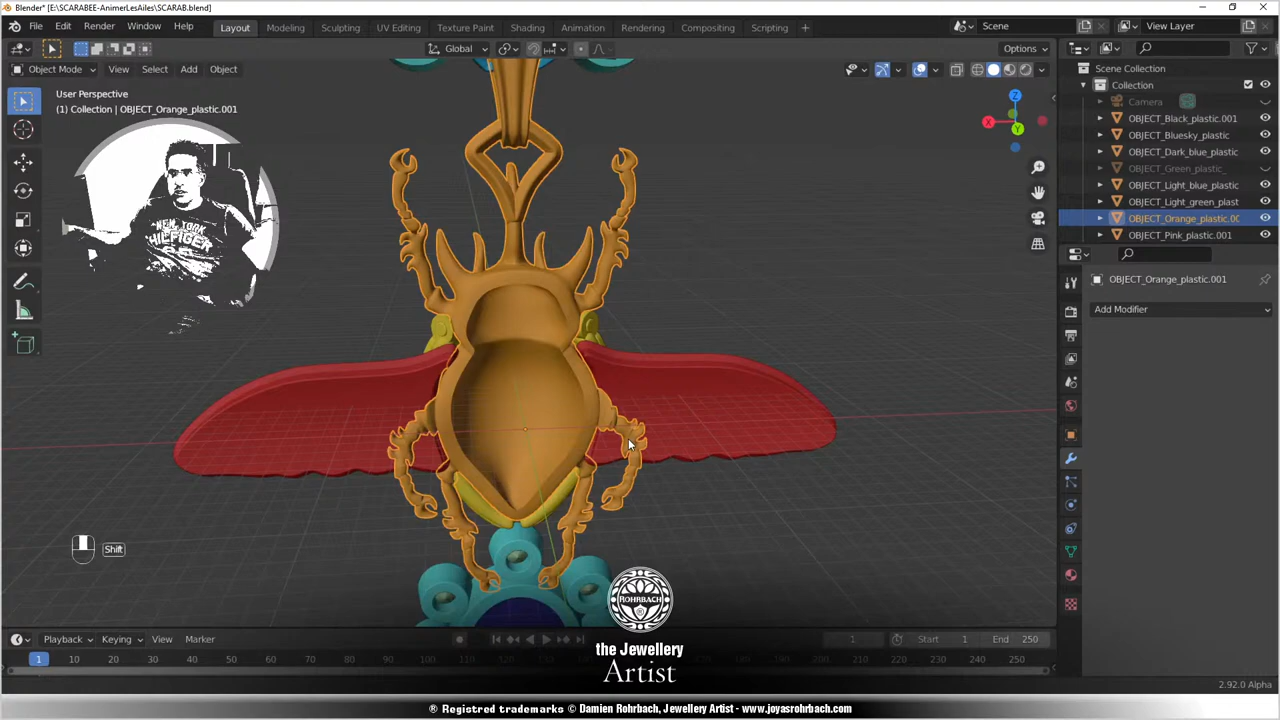 Blender* [E:\SCARABEE-AnimerLesAiles\SCARAB.blend]
File Edit Render Window Help Layout Modeling Sculpting UV Editing Texture Paint Shading Animation Rendering Compositing Scripting + Scene View Layer
Global Options
Object Mode View Select Add Object
User Perspective
(1) Collection | OBJECT_Orange_plastic.001
Scene Collection
Collection
Camera
OBJECT_Black_plastic.001
OBJECT_Bluesky_plastic
OBJECT_Dark_blue_plastic
OBJECT_Green_plastic_
OBJECT_Light_blue_plastic
OBJECT_Light_green_plast
OBJECT_Orange_plastic.00
OBJECT_Pink_plastic.001
OBJECT_Orange_plastic.001
Add Modifier
Z
X
Y
NEW YORK
HILFIGER
Shift
ROHRBACH
the Jewellery
Artist
Playback Keying View Marker 1 Start 1 End 250
1 10 20 30 40 50 60 70 80 90 100 110 120 130 140 150 160 170 180 190 200 210 220 230 240 250
2.92.0 Alpha
® Registered trademarks © Damien Rohrbach, Jewellery Artist - www.joyasrohrbach.com